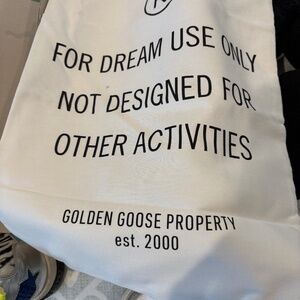 FOR DREAM USE ONLY
NOT DESIGNED FOR
OTHER ACTIVITIES
GOLDEN GOOSE PROPERTY
est. 2000